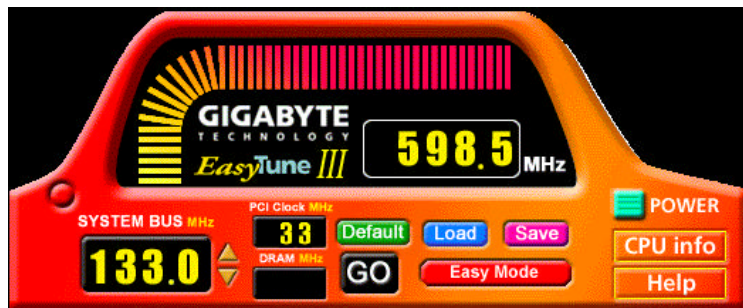 GIGABYTE
TECHNOLOGY
EasyTune III
598.5 MHz
POWER
SYSTEM BUS MHz
133.0
PCI Clock MHz
33
DRAM MHz
Default
Load
Save
GO
Easy Mode
CPU info
Help